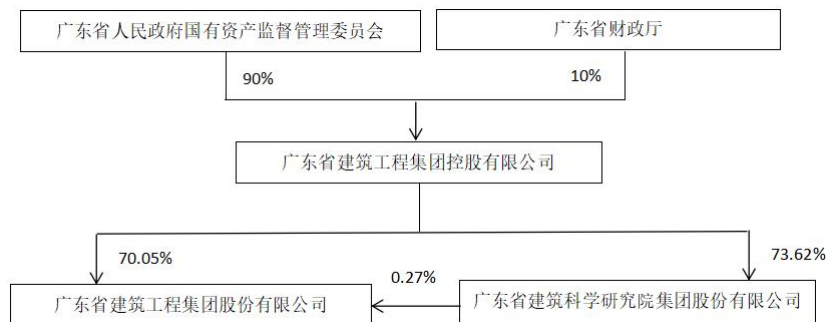 广东省人民政府国有资产监督管理委员会
广东省财政厅
90%
10%
广东省建筑工程集团控股有限公司
70.05%
0.27%
73.62%
广东省建筑工程集团股份有限公司
广东省建筑科学研究院集团股份有限公司